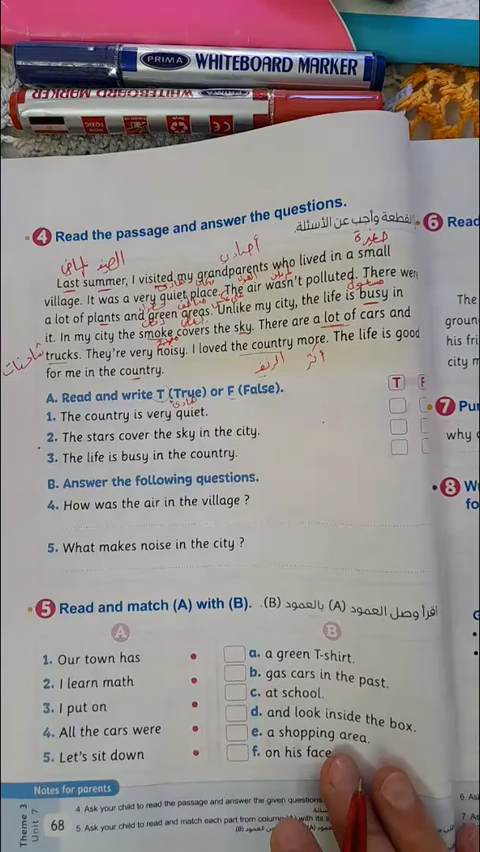 PRIMA WHITEBOARD MARKER
WHITEBOARD MARKER
4 Read the passage and answer the questions.
القطعة وأجب عن الأسئلة.
الصيف
أجدادى
صغيرة
Last summer, I visited my grandparents who lived in a small
village. It was a very quiet place. The air wasn't polluted. There were
مشغول
a lot of plants and green areas. Unlike my city, the life is busy in
it. In my city the smoke covers the sky. There are a lot of cars and
شاحنات
trucks. They're very noisy. I loved the country more. The life is good
for me in the country.
الريف
أكثر
A. Read and write T (True) or F (False).
T F
1. The country is very quiet.
2. The stars cover the sky in the city.
3. The life is busy in the country.
B. Answer the following questions.
4. How was the air in the village ?
5. What makes noise in the city ?
5 Read and match (A) with (B).
اقرأ وصل العمود (A) بالعمود (B).
A B
1. Our town has
a. a green T-shirt.
2. I learn math
b. gas cars in the past.
3. I put on
c. at school.
4. All the cars were
d. and look inside the box.
e. a shopping area.
5. Let's sit down
f. on his face
Notes for parents
4: Ask your child to read the passage and answer the given questions.
5: Ask your child to read and match each part from column
with its
Theme 3
Unit 7
68
6 Read
The
his fri
city m
7
why
8
fo